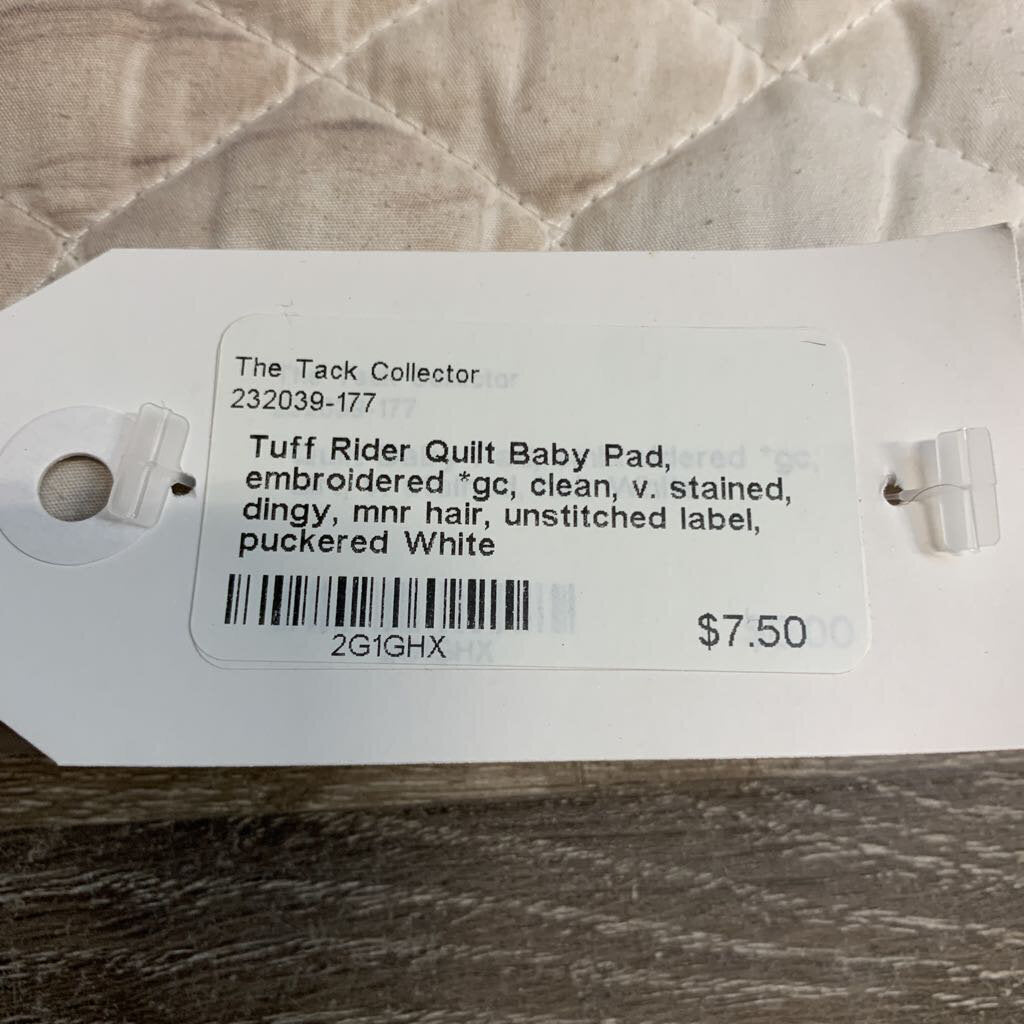 The Tack Collector
232039-177
Tuff Rider Quilt Baby Pad,
embroidered *gc, clean, v. stained,
dingy, mnr hair, unstitched label,
puckered White
2G1GHX
$7.50